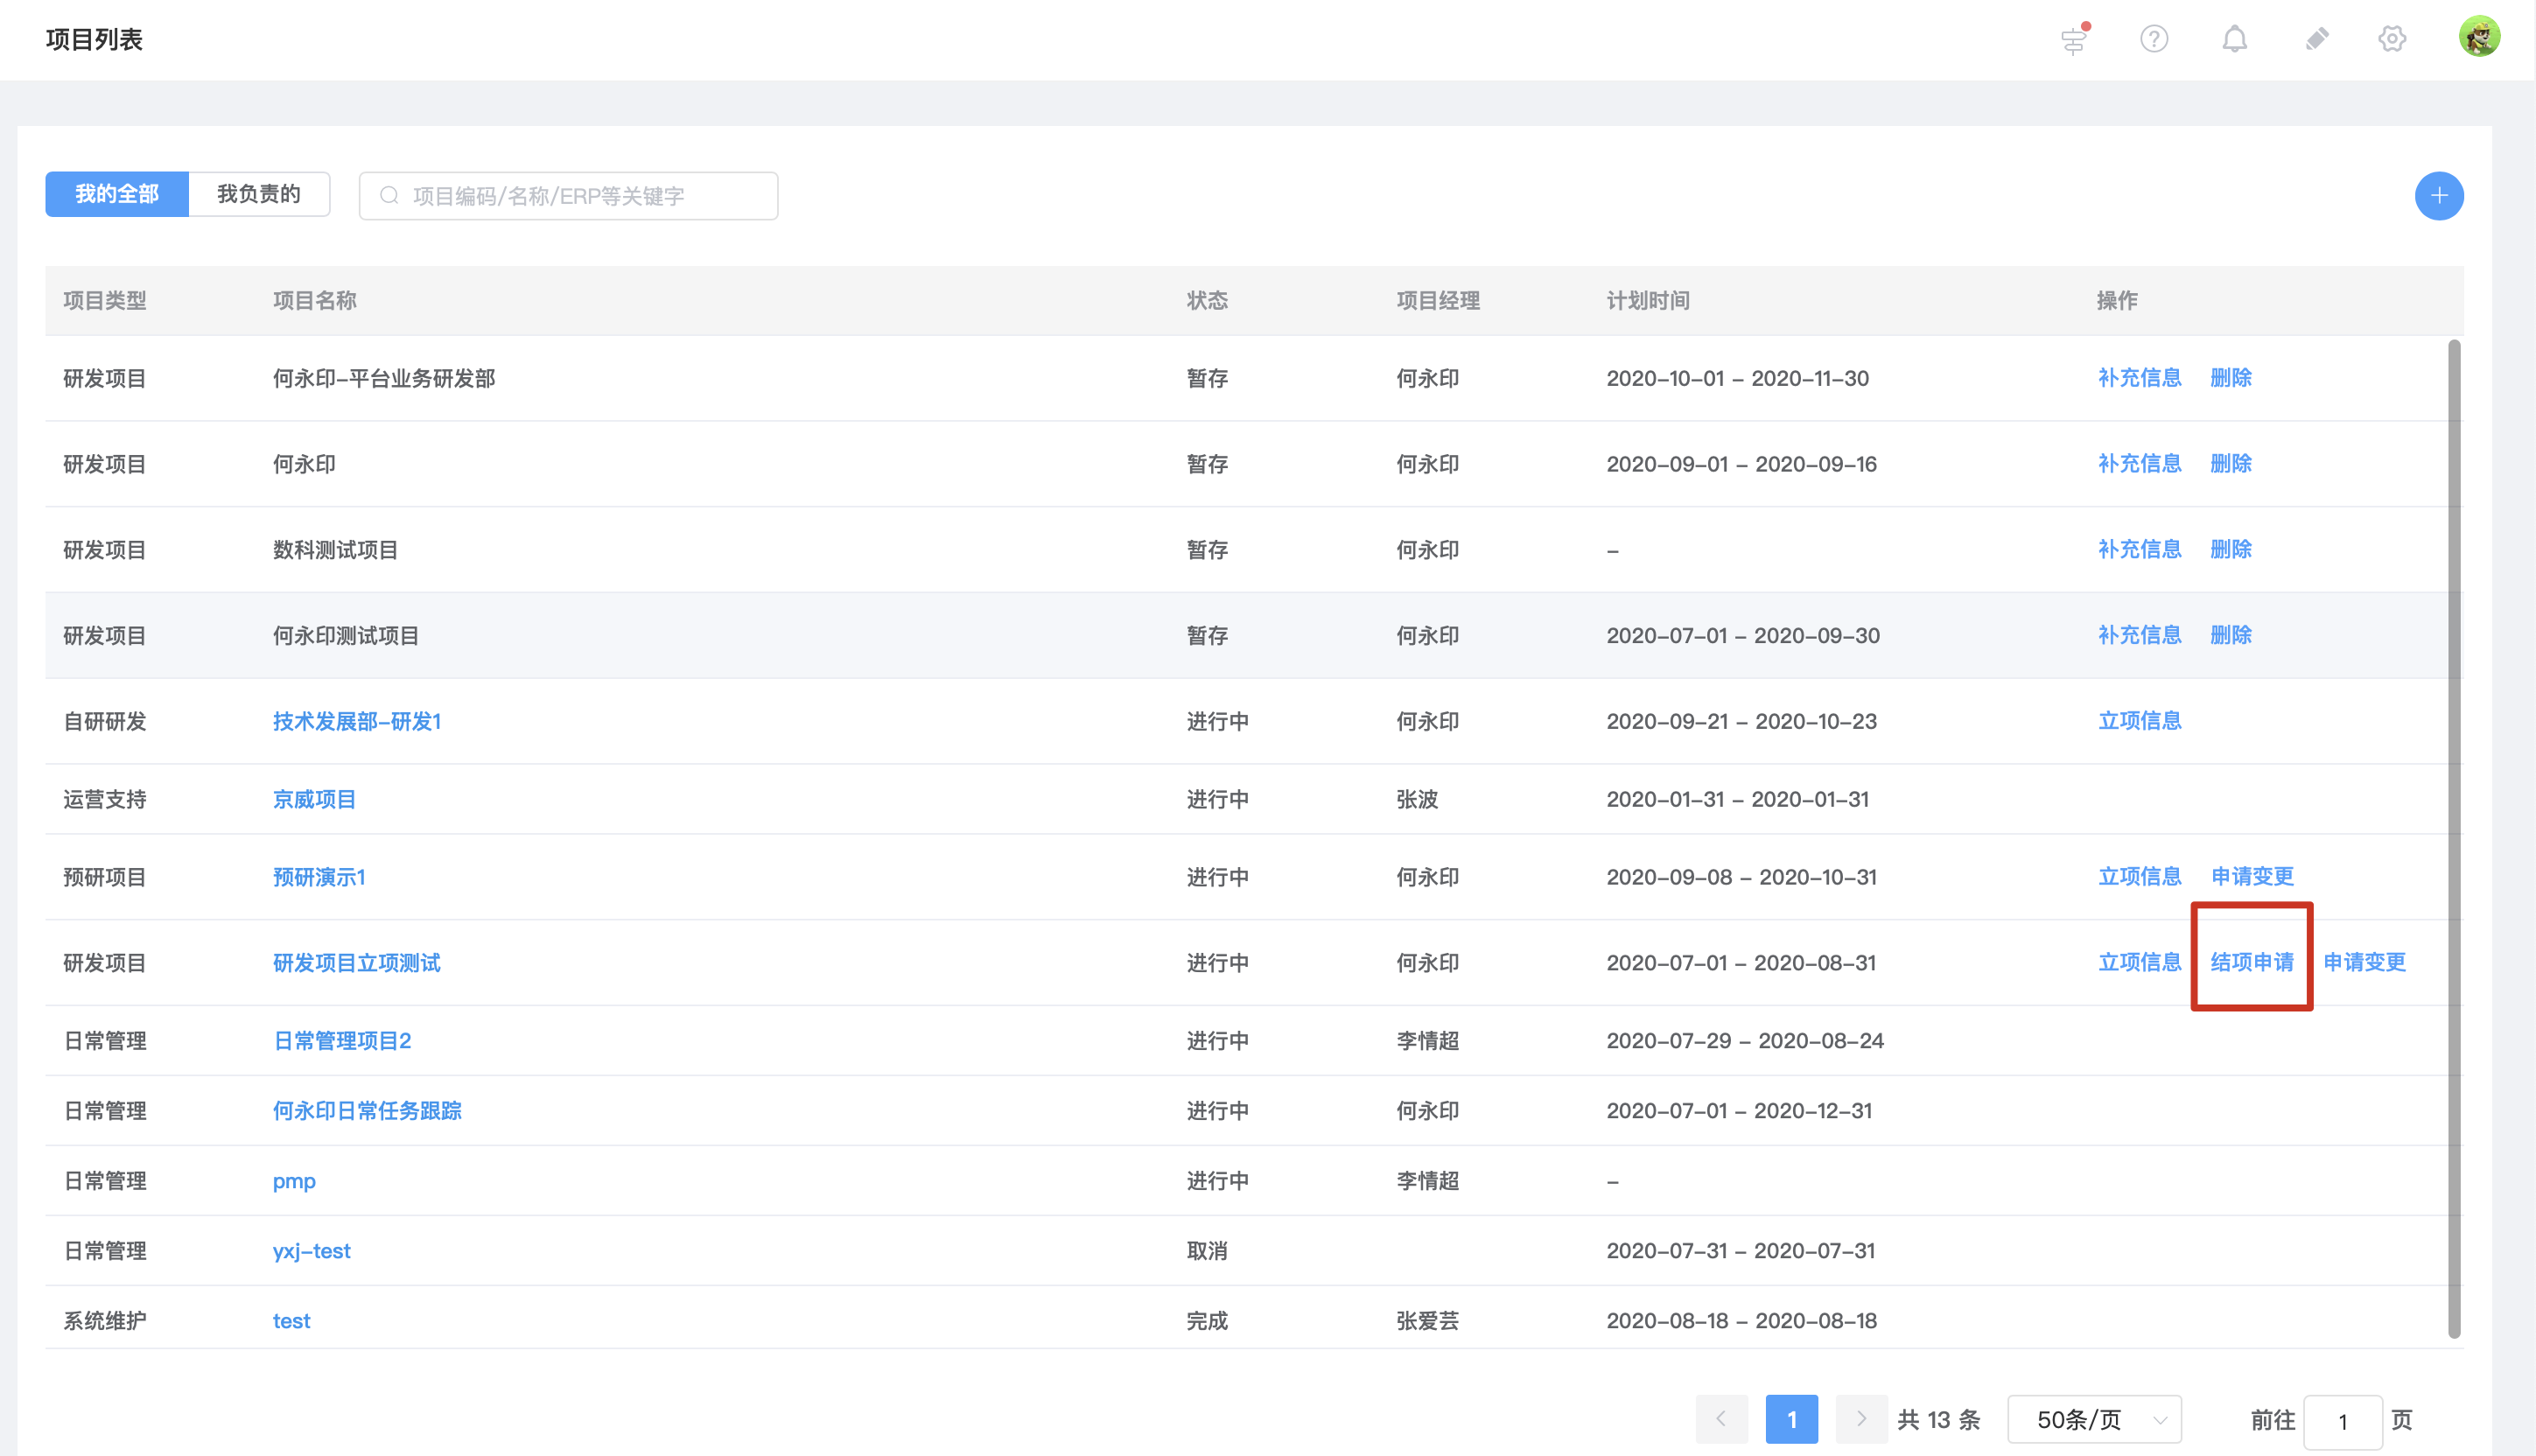 项目列表
我的全部 我负责的 项目编码/名称/ERP等关键字
项目类型 项目名称 状态 项目经理 计划时间 操作
研发项目 何永印-平台业务研发部 暂存 何永印 2020-10-01 - 2020-11-30 补充信息 删除
研发项目 何永印 暂存 何永印 2020-09-01 - 2020-09-16 补充信息 删除
研发项目 数科测试项目 暂存 何永印 - 补充信息 删除
研发项目 何永印测试项目 暂存 何永印 2020-07-01 - 2020-09-30 补充信息 删除
自研研发 技术发展部-研发1 进行中 何永印 2020-09-21 - 2020-10-23 立项信息
运营支持 京威项目 进行中 张波 2020-01-31 - 2020-01-31
预研项目 预研演示1 进行中 何永印 2020-09-08 - 2020-10-31 立项信息 申请变更
研发项目 研发项目立项测试 进行中 何永印 2020-07-01 - 2020-08-31 立项信息 结项申请 申请变更
日常管理 日常管理项目2 进行中 李情超 2020-07-29 - 2020-08-24
日常管理 何永印日常任务跟踪 进行中 何永印 2020-07-01 - 2020-12-31
日常管理 pmp 进行中 李情超 -
日常管理 yxj-test 取消 2020-07-31 - 2020-07-31
系统维护 test 完成 张爱芸 2020-08-18 - 2020-08-18
1 共 13 条 50条/页 前往 1 页